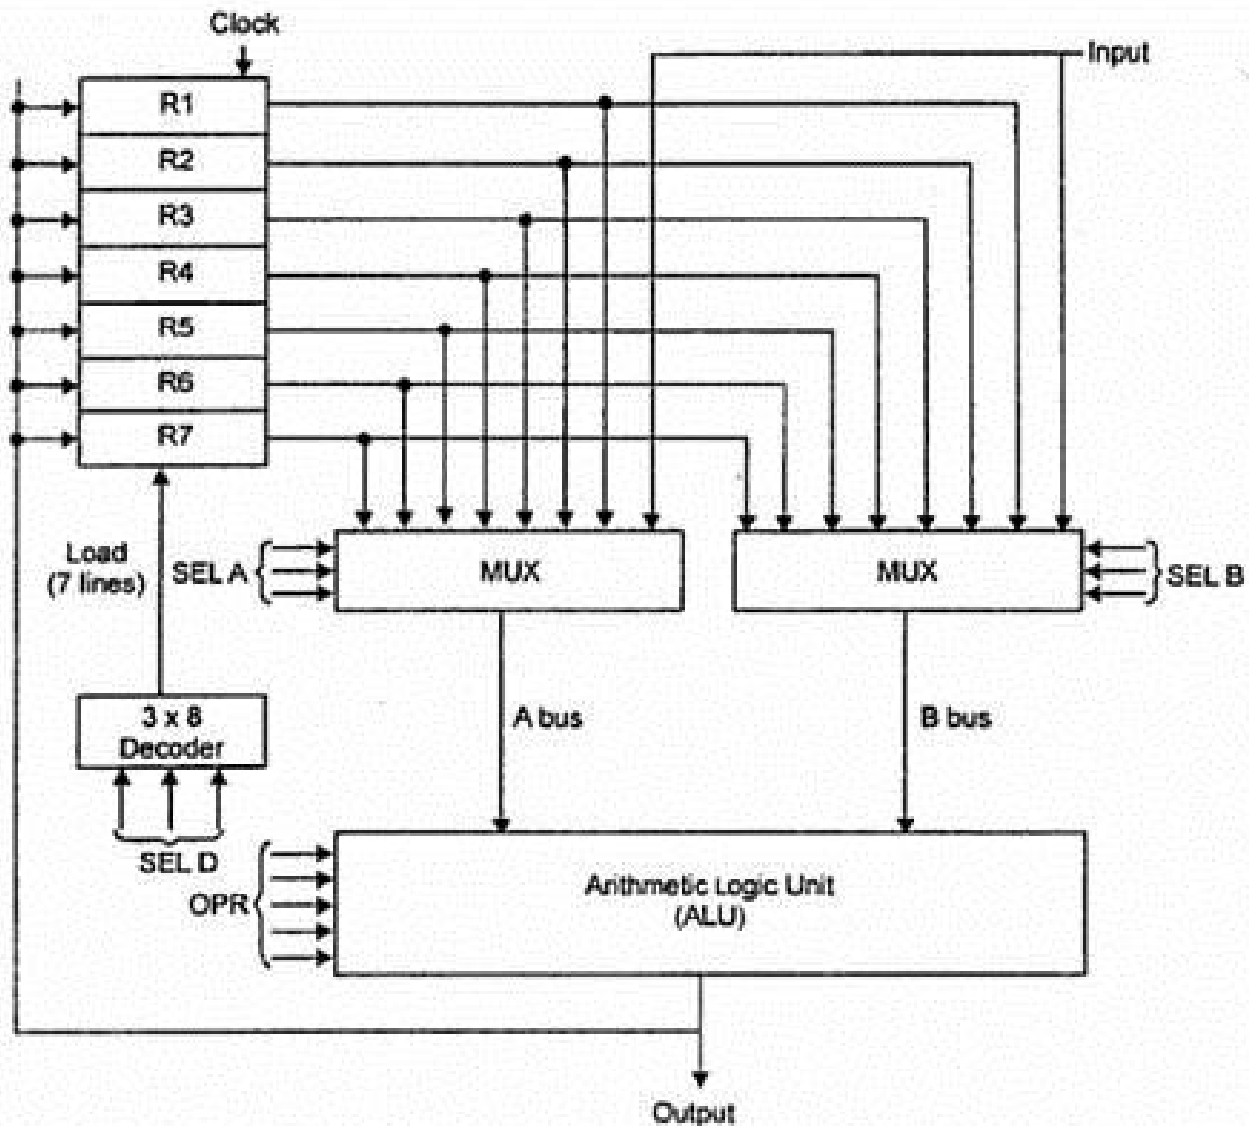 Clock
Input
R1
R2
R3
R4
R5
R6
R7
Load
(7 lines)
SEL A
MUX
MUX
SEL B
3 x 8
Decoder
A bus
B bus
SEL D
OPR
Arithmetic Logic Unit
(ALU)
Output